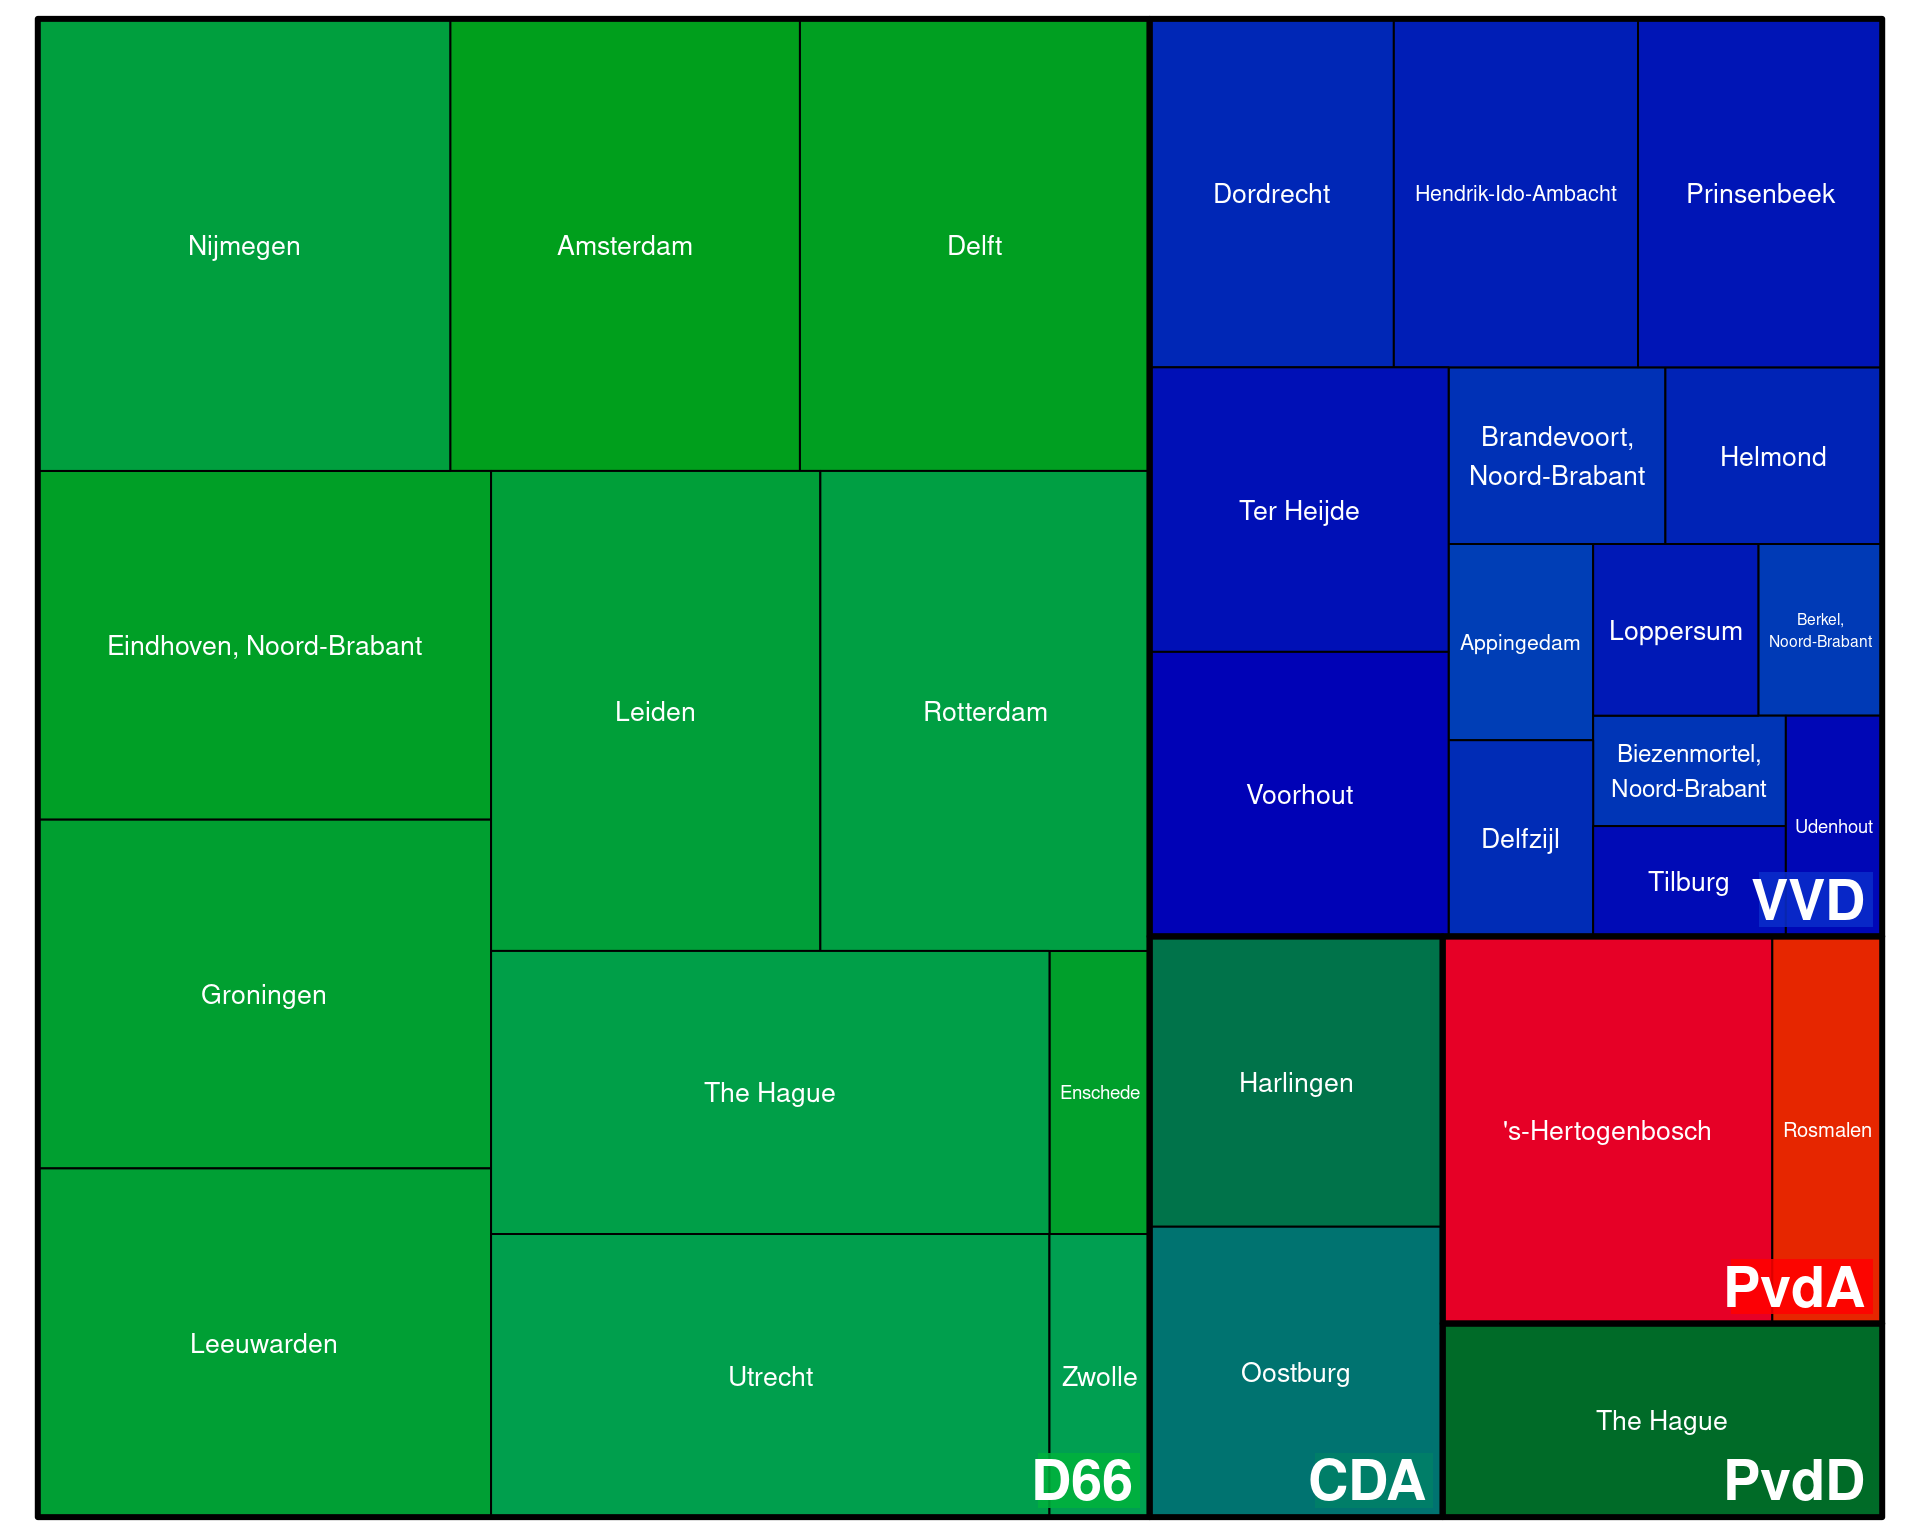 Nijmegen
Amsterdam
Delft
Eindhoven, Noord-Brabant
Leiden
Rotterdam
Groningen
The Hague
Enschede
Leeuwarden
Utrecht
Zwolle
D66
Dordrecht
Hendrik-Ido-Ambacht
Prinsenbeek
Ter Heijde
Brandevoort,
Noord-Brabant
Helmond
Appingedam
Loppersum
Berkel,
Noord-Brabant
Voorhout
Delfzijl
Biezenmortel,
Noord-Brabant
Udenhout
Tilburg
VVD
Harlingen
Oostburg
CDA
's-Hertogenbosch
Rosmalen
PvdA
The Hague
PvdD